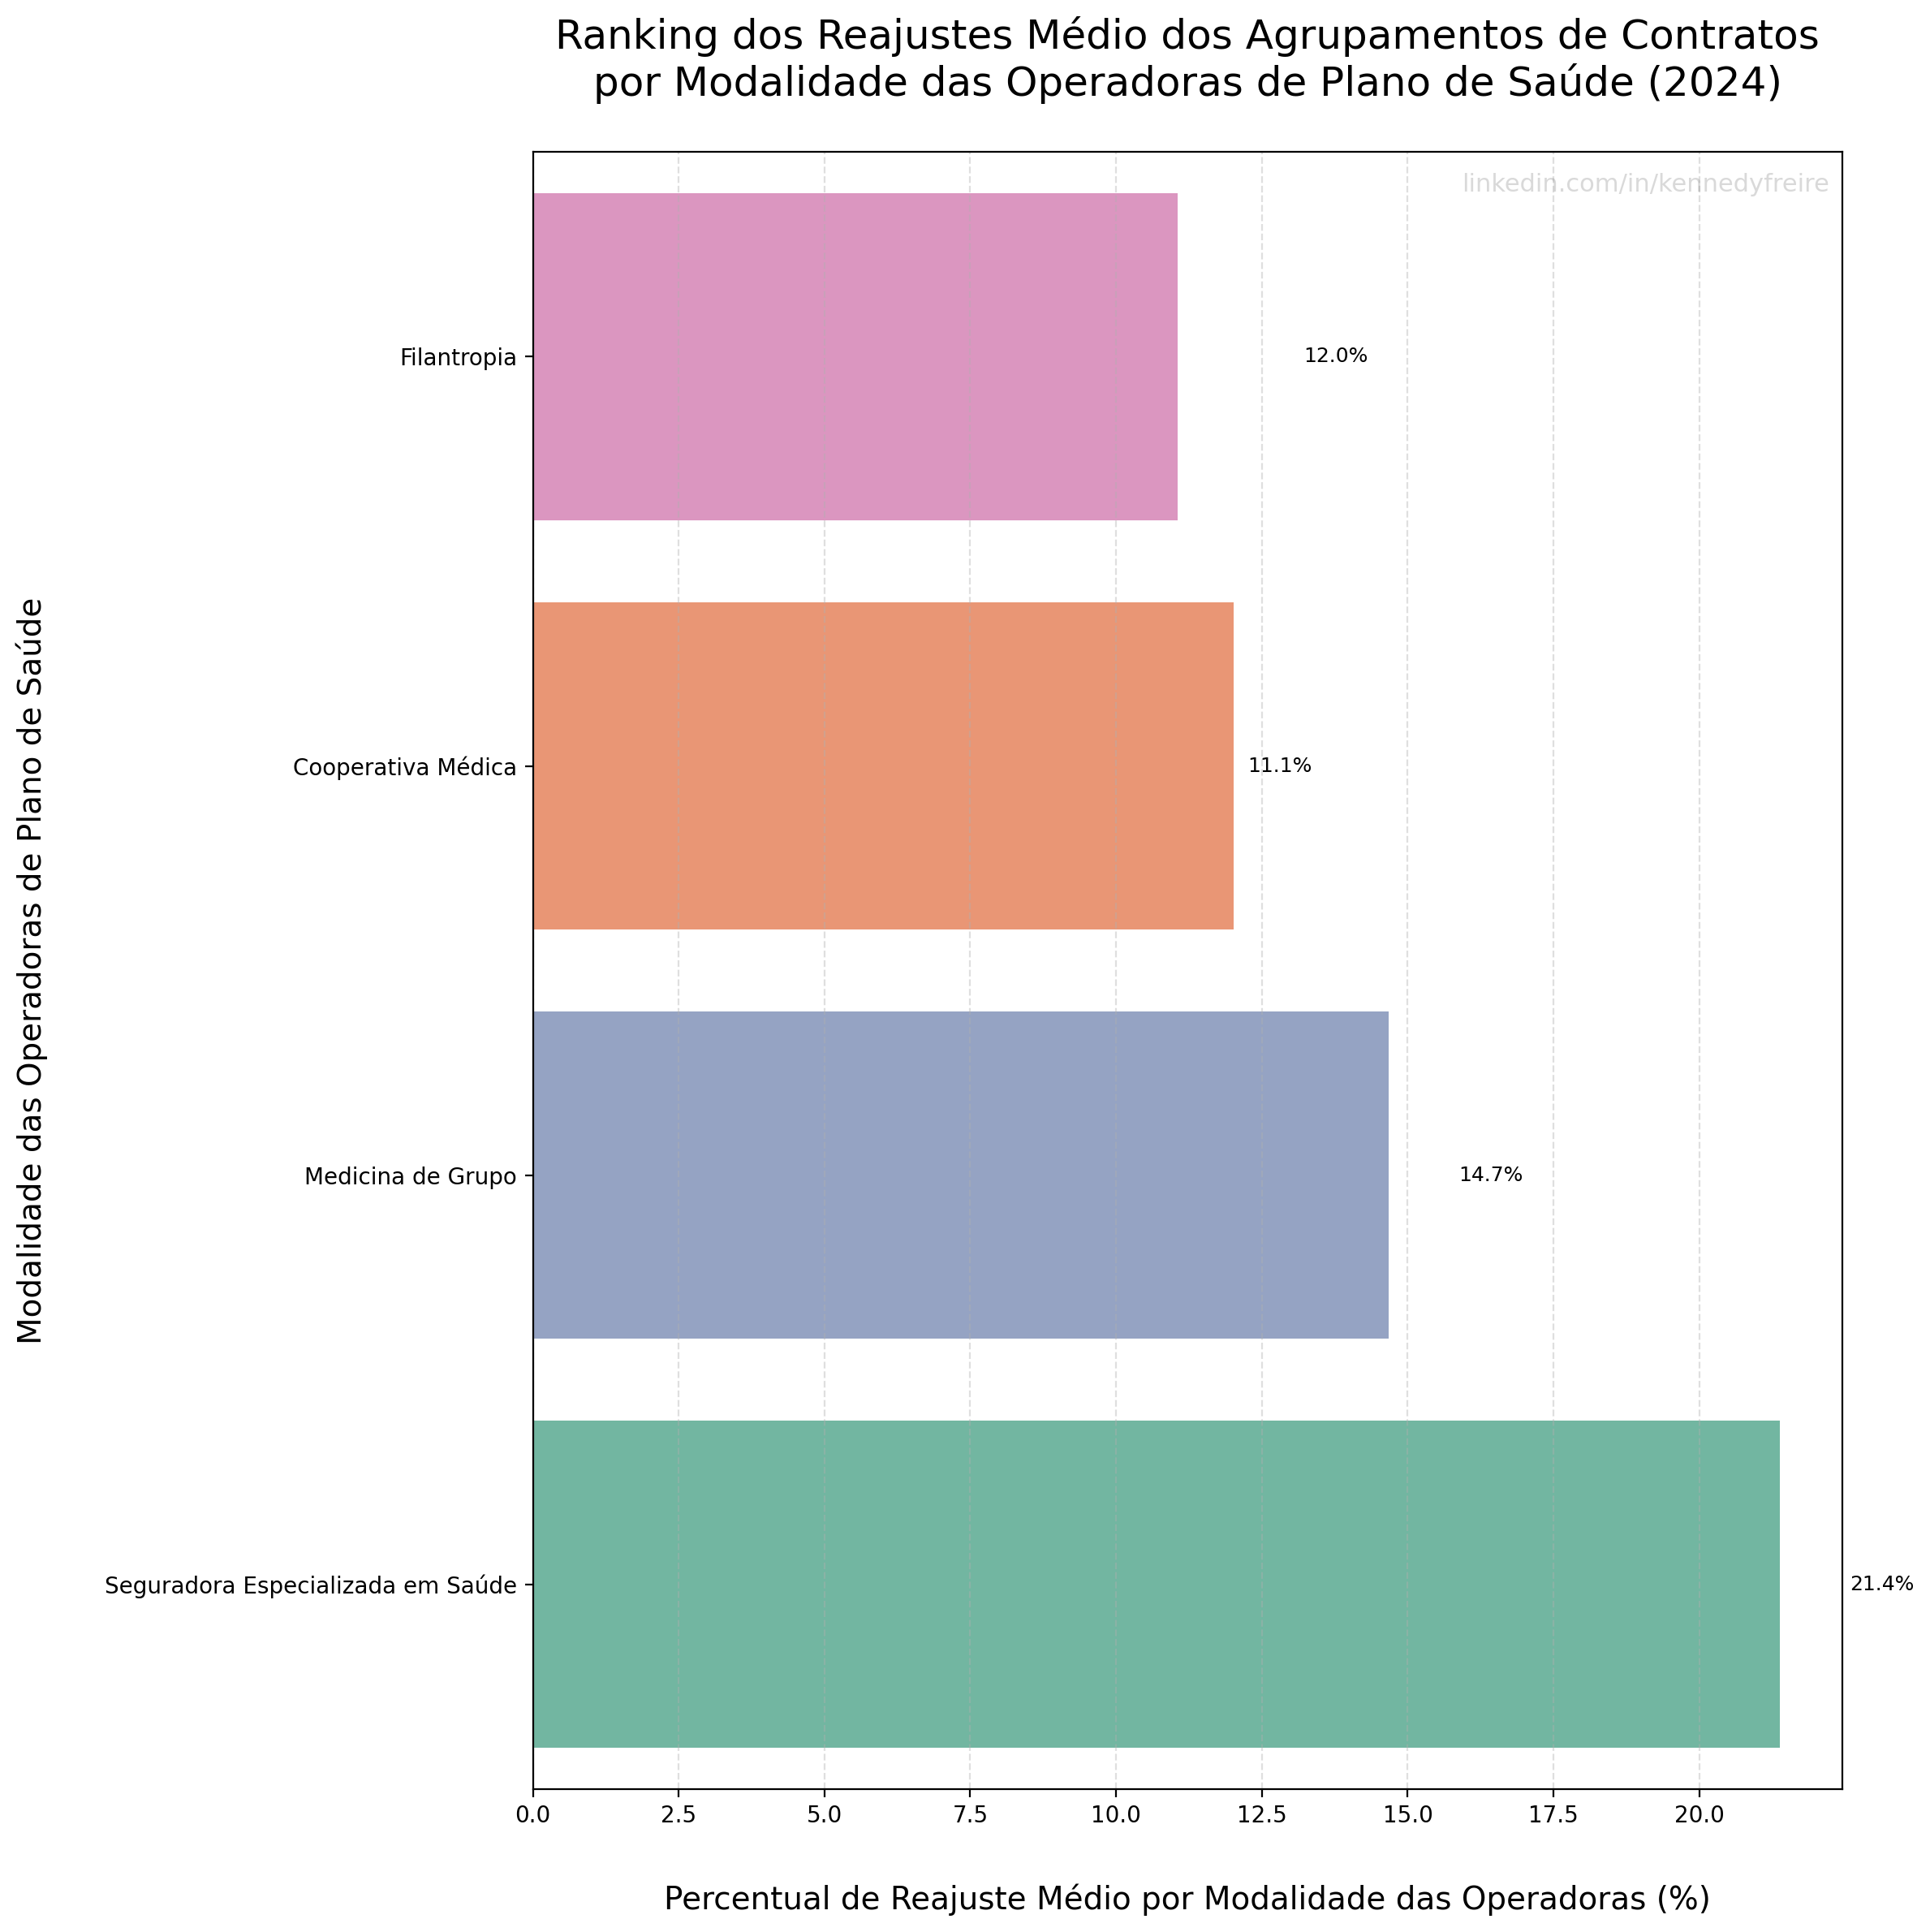 Ranking dos Reajustes Médio dos Agrupamentos de Contratos
por Modalidade das Operadoras de Plano de Saúde (2024)
linkedin.com/in/kennedyfreire
Modalidade das Operadoras de Plano de Saúde
Filantropia
12.0%
Cooperativa Médica
11.1%
Medicina de Grupo
14.7%
Seguradora Especializada em Saúde
21.4%
0.0 2.5 5.0 7.5 10.0 12.5 15.0 17.5 20.0
Percentual de Reajuste Médio por Modalidade das Operadoras (%)